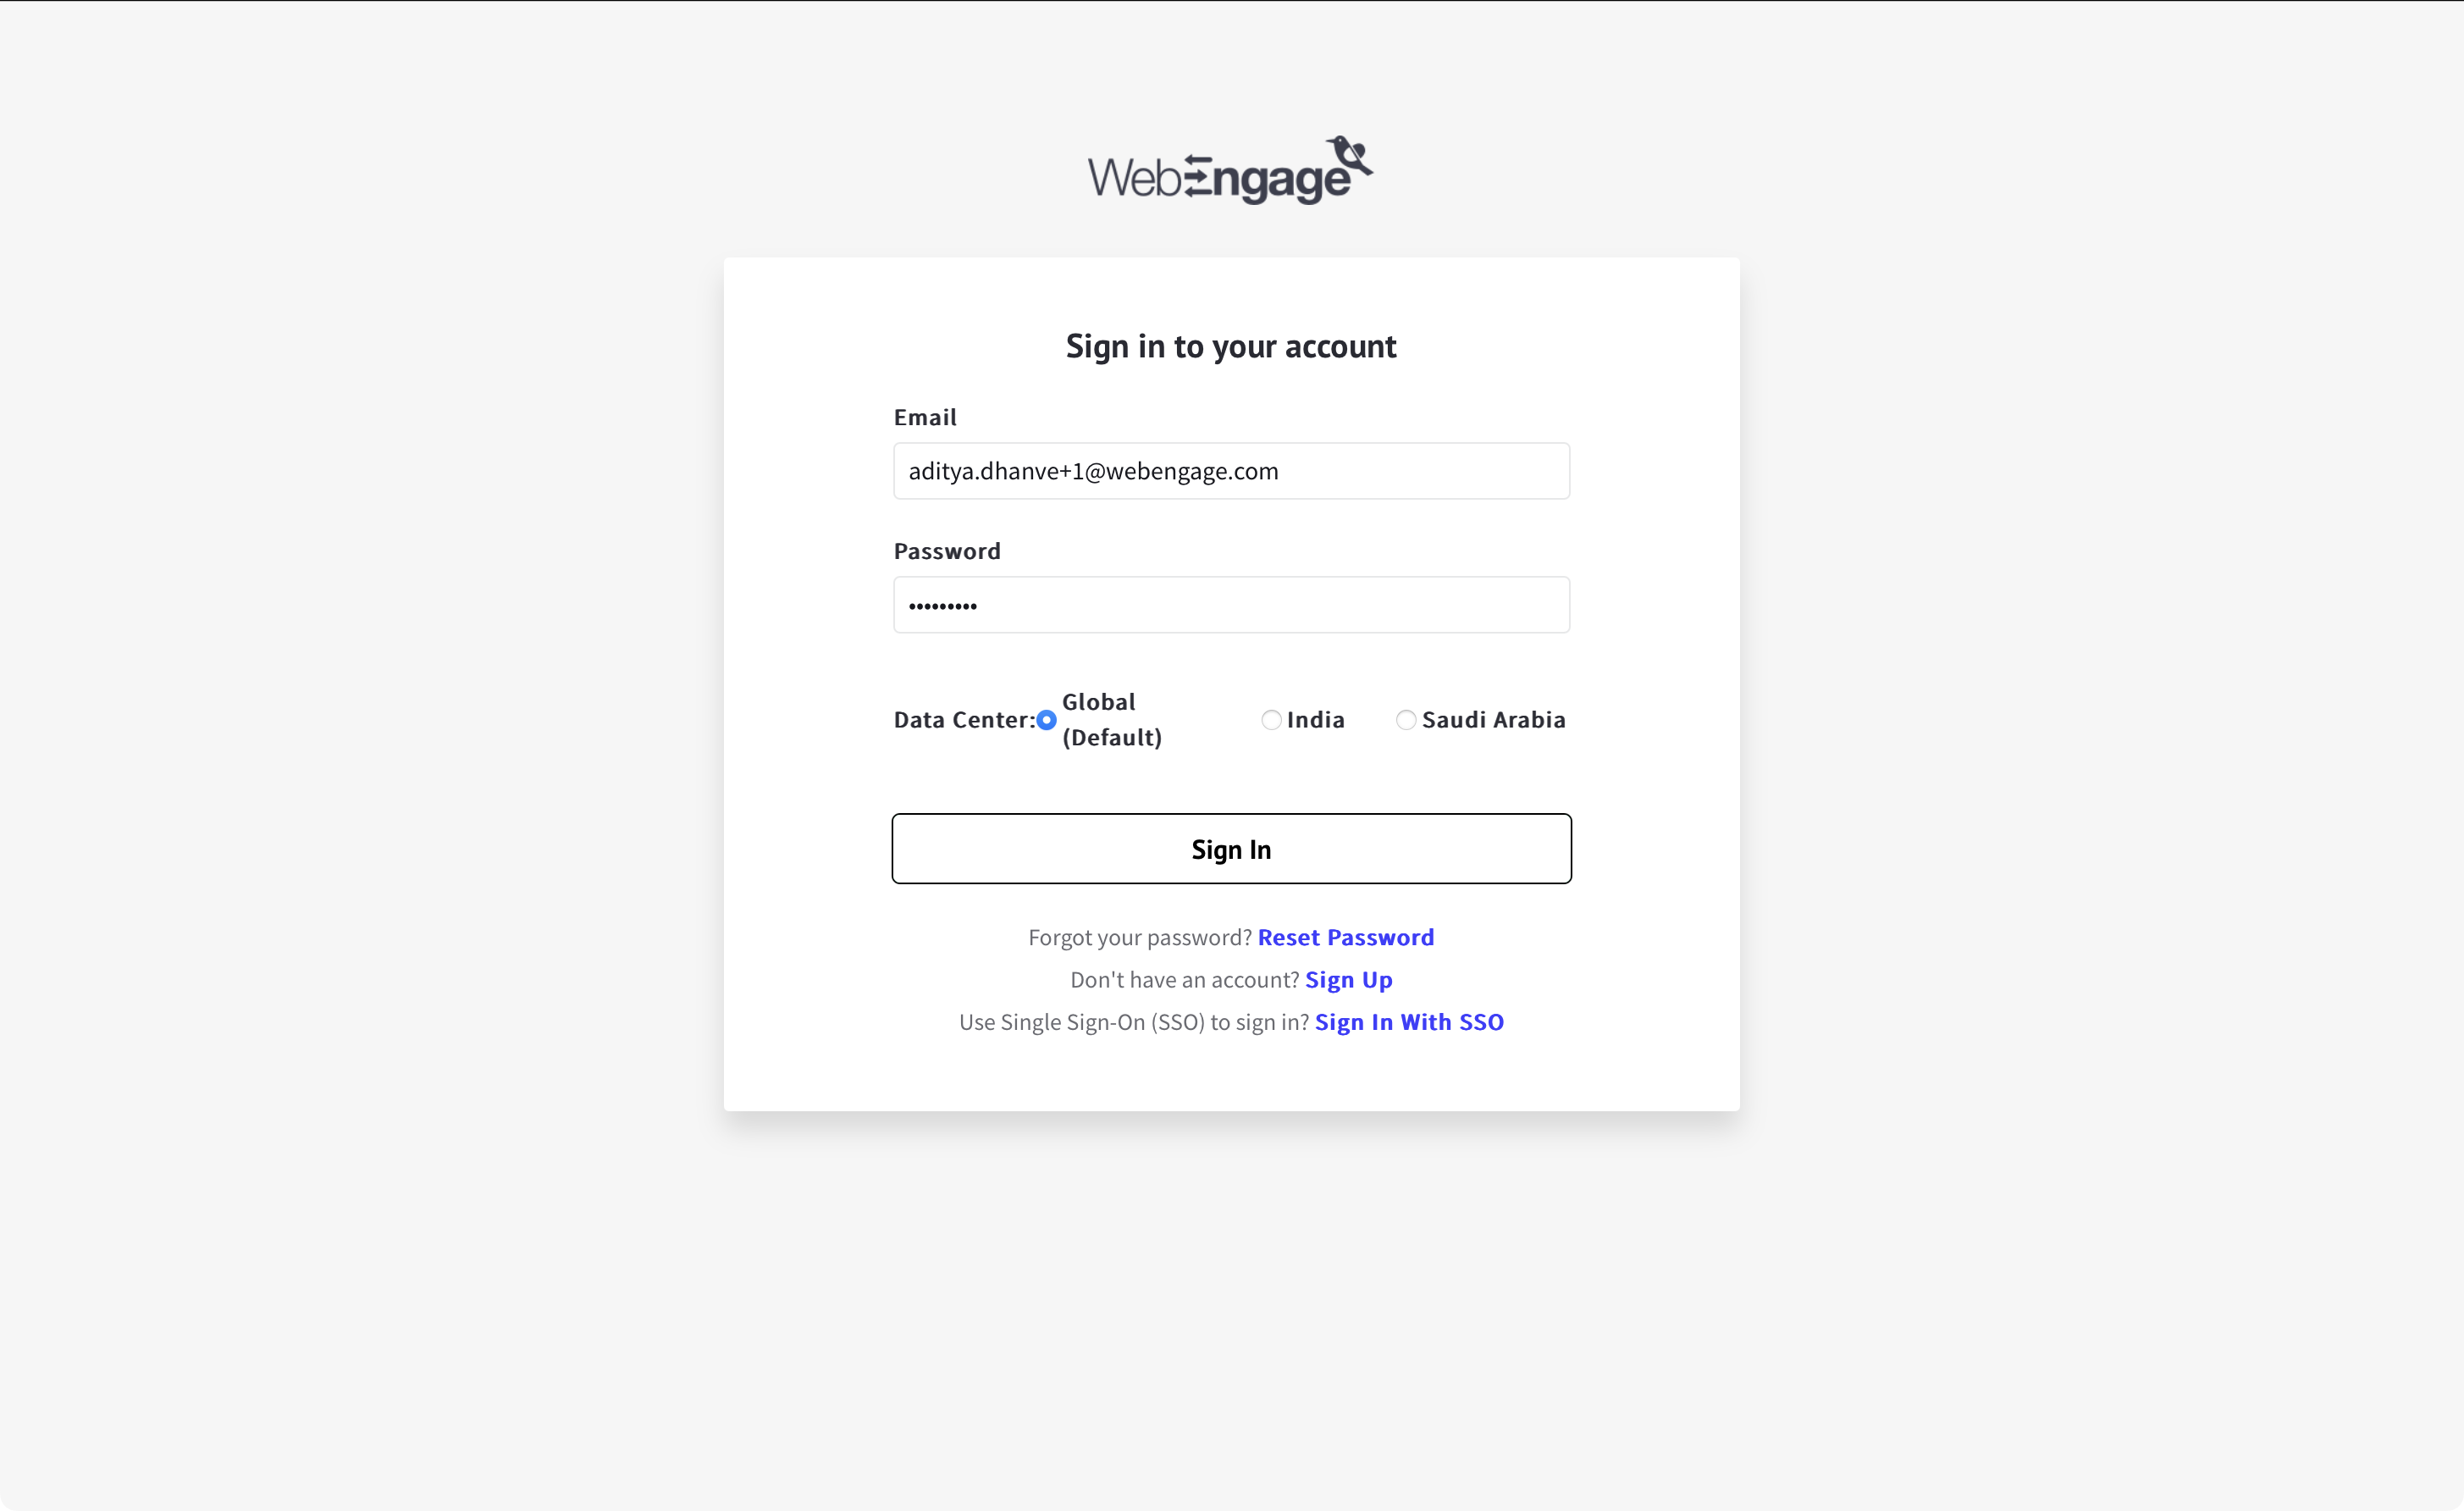 WebEngage
Sign in to your account
Email
aditya.dhanve+1@webengage.com
Password
•••••••••
Data Center: Global (Default) India Saudi Arabia
Sign In
Forgot your password? Reset Password
Don't have an account? Sign Up
Use Single Sign-On (SSO) to sign in? Sign In With SSO